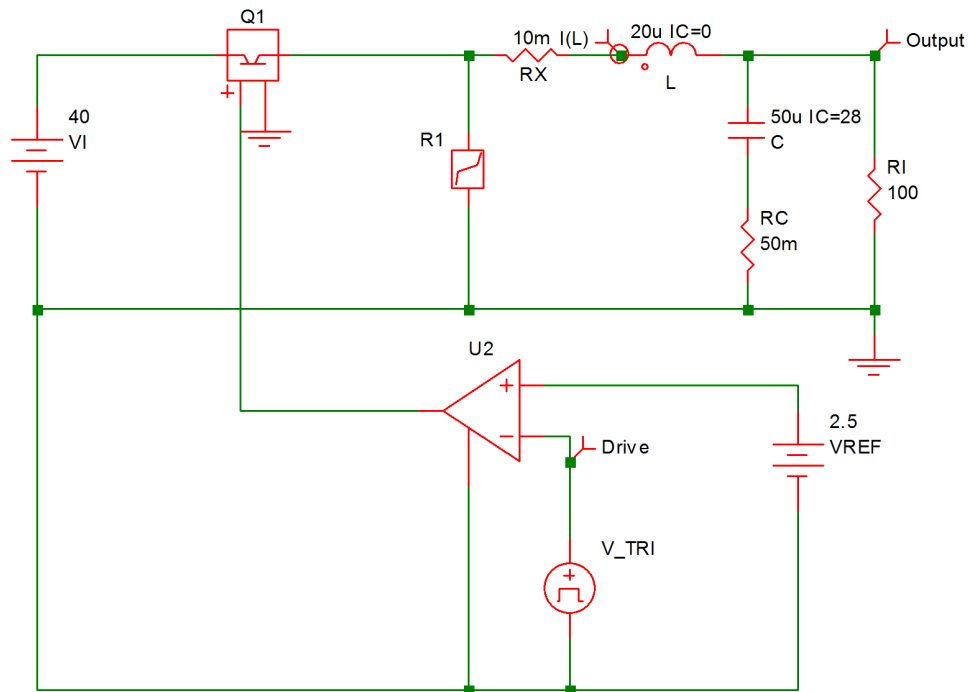 Q1
10m I(L)
20u IC=0
Output
RX
L
40
VI
50u IC=28
C
R1
RI
100
RC
50m
U2
2.5
VREF
Drive
V_TRI